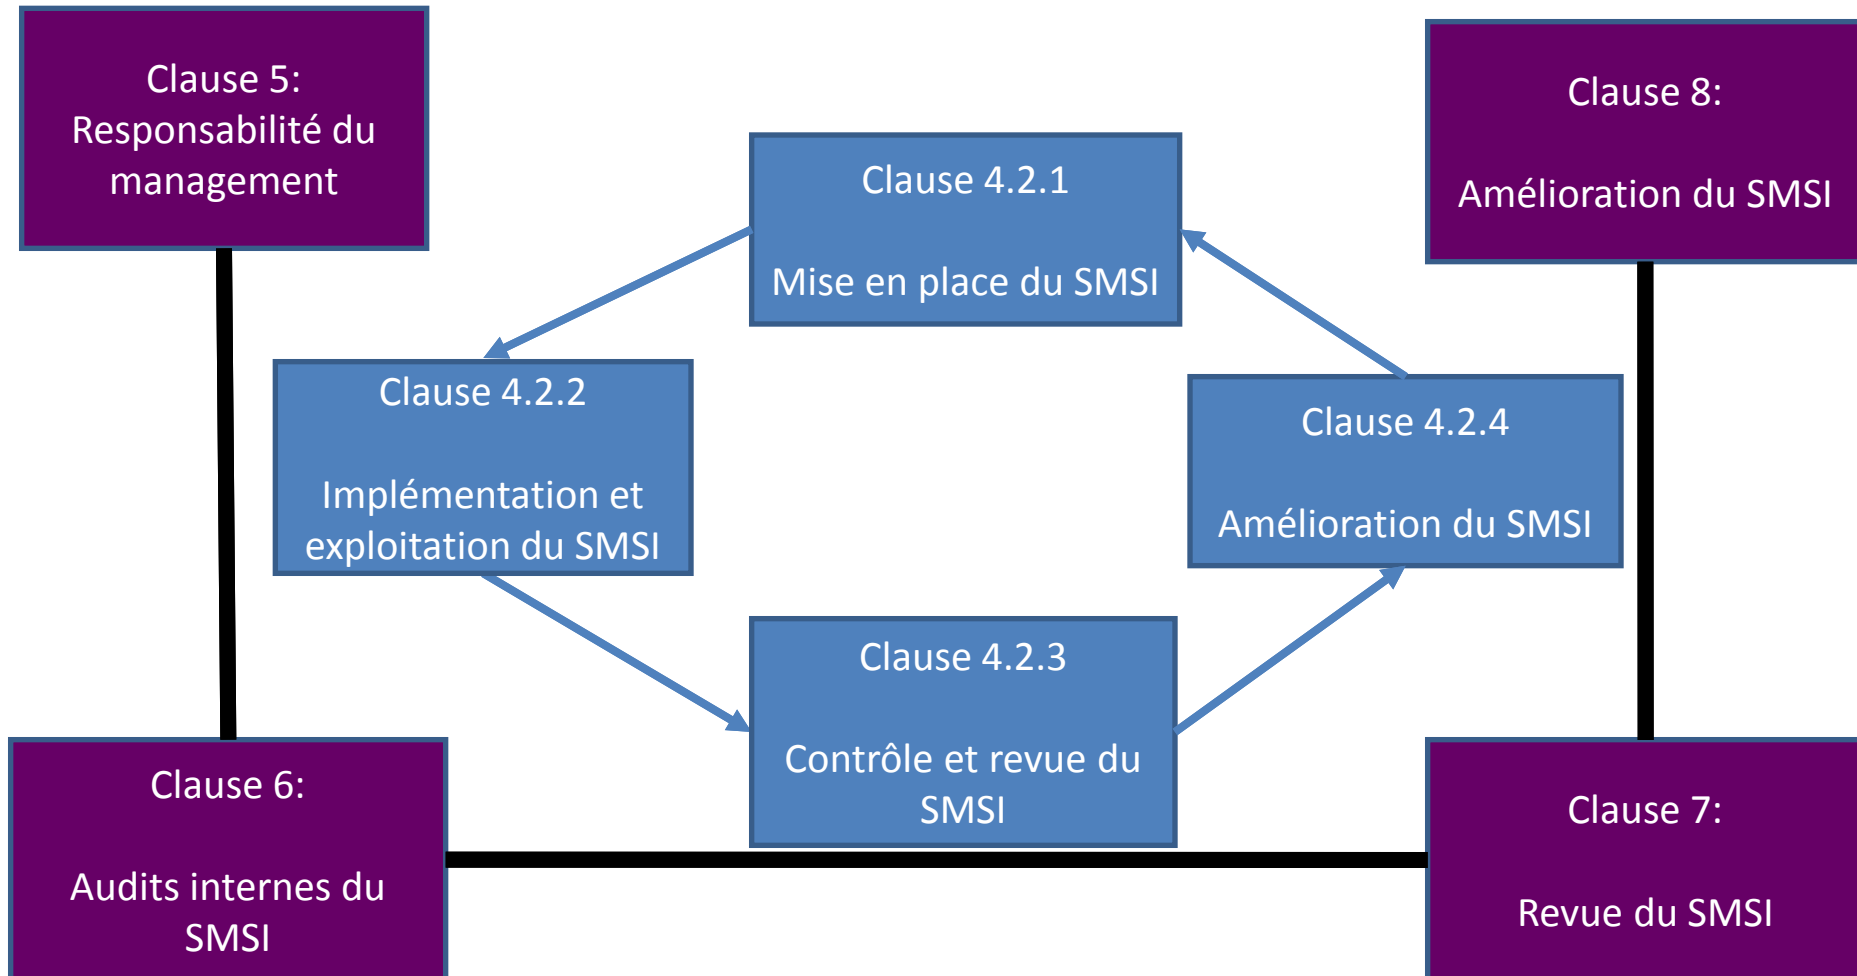 Clause 5:
Responsabilité du
management
Clause 8:
Amélioration du SMSI
Clause 4.2.1
Mise en place du SMSI
Clause 4.2.2
Implémentation et
exploitation du SMSI
Clause 4.2.4
Amélioration du SMSI
Clause 4.2.3
Contrôle et revue du
SMSI
Clause 6:
Audits internes du
SMSI
Clause 7:
Revue du SMSI